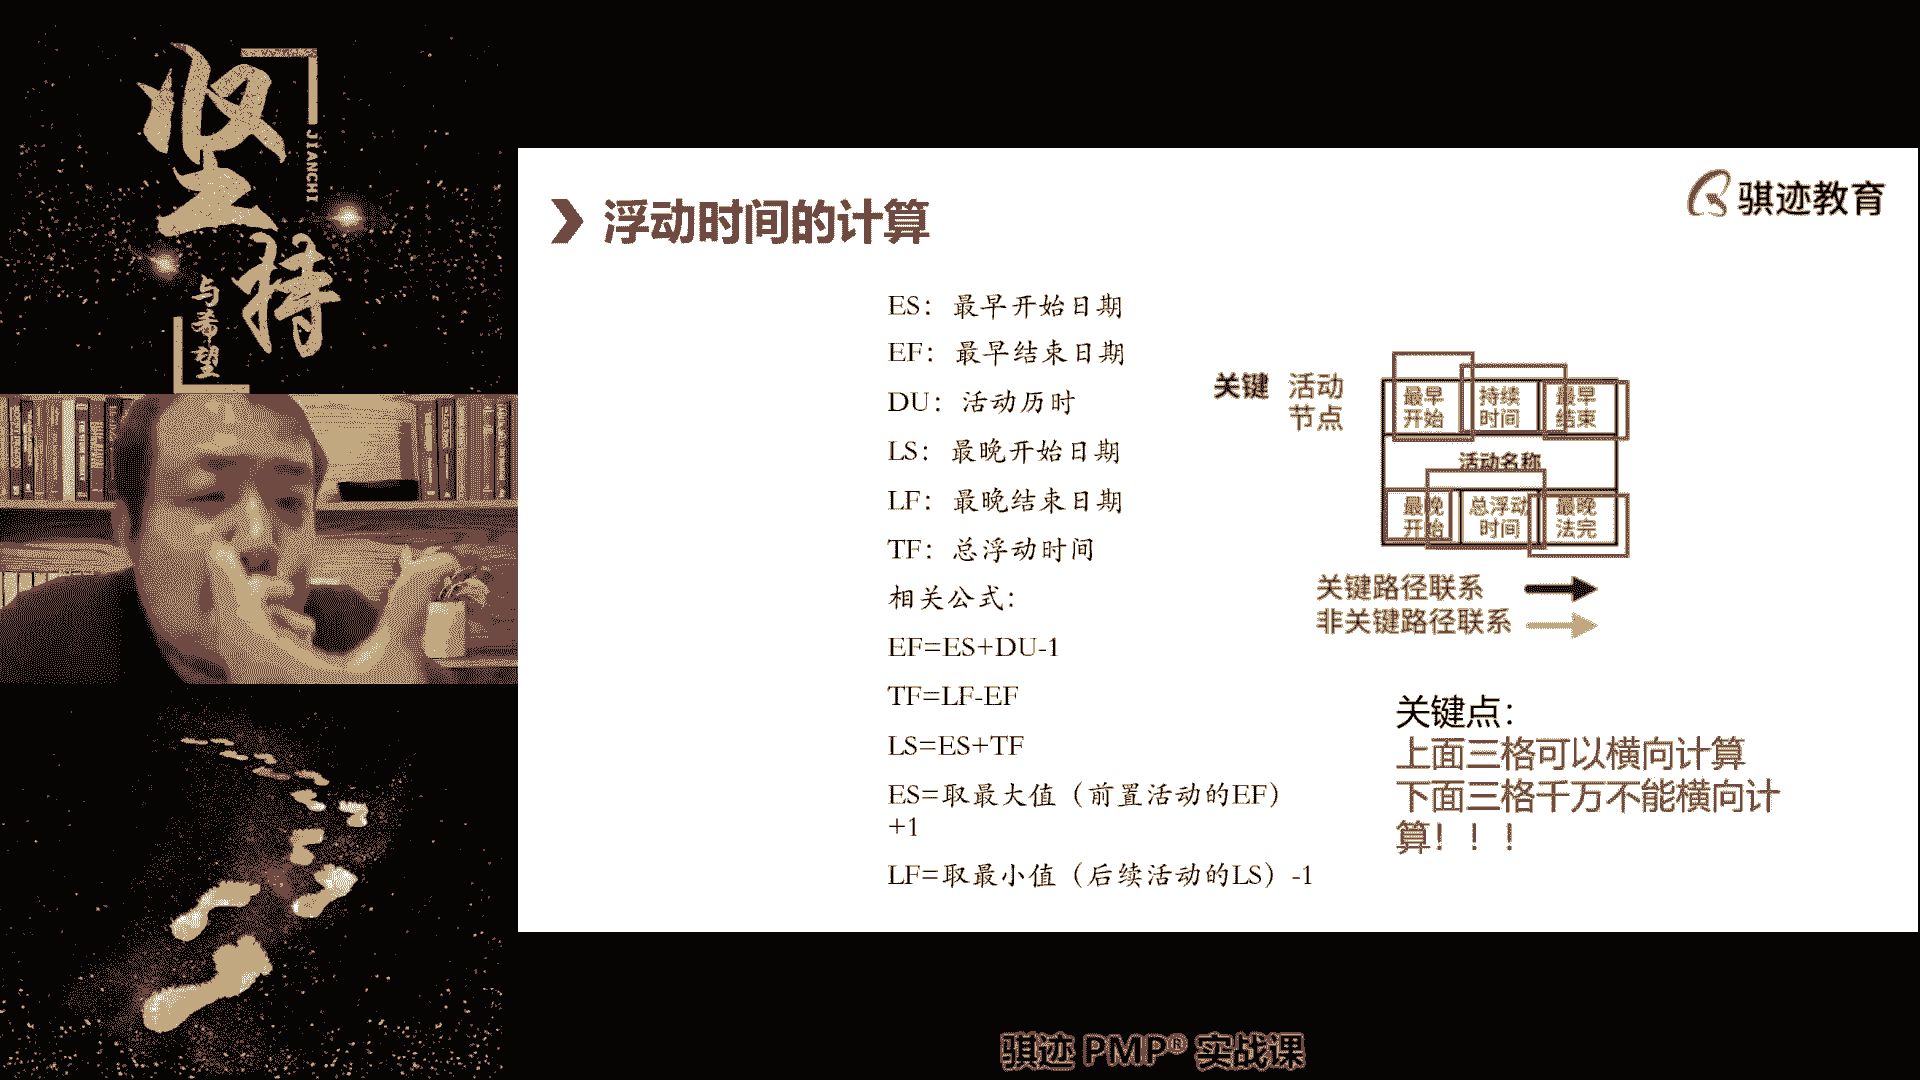 坚持
JIANCHI
与希望
骐迹教育
浮动时间的计算
ES：最早开始日期
EF：最早结束日期
DU：活动历时
LS：最晚开始日期
LF：最晚结束日期
TF：总浮动时间
相关公式：
EF=ES+DU-1
TF=LF-EF
LS=ES+TF
ES=取最大值（前置活动的EF）
+1
LF=取最小值（后续活动的LS）-1
关键 活动
节点
最早
开始
持续
时间
最早
结束
活动名称
最晚
开始
总浮动
时间
最晚
法完
关键路径联系
非关键路径联系
关键点：
上面三格可以横向计算
下面三格千万不能横向计
算！！！
骐迹 PMP® 实战课